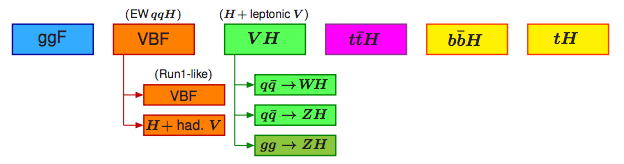 (EW qqH) (H + leptonic V)
ggF VBF VH tt̄H bb̄H tH
(Run1-like)
VBF
H + had. V
qq̄ → WH
qq̄ → ZH
gg → ZH